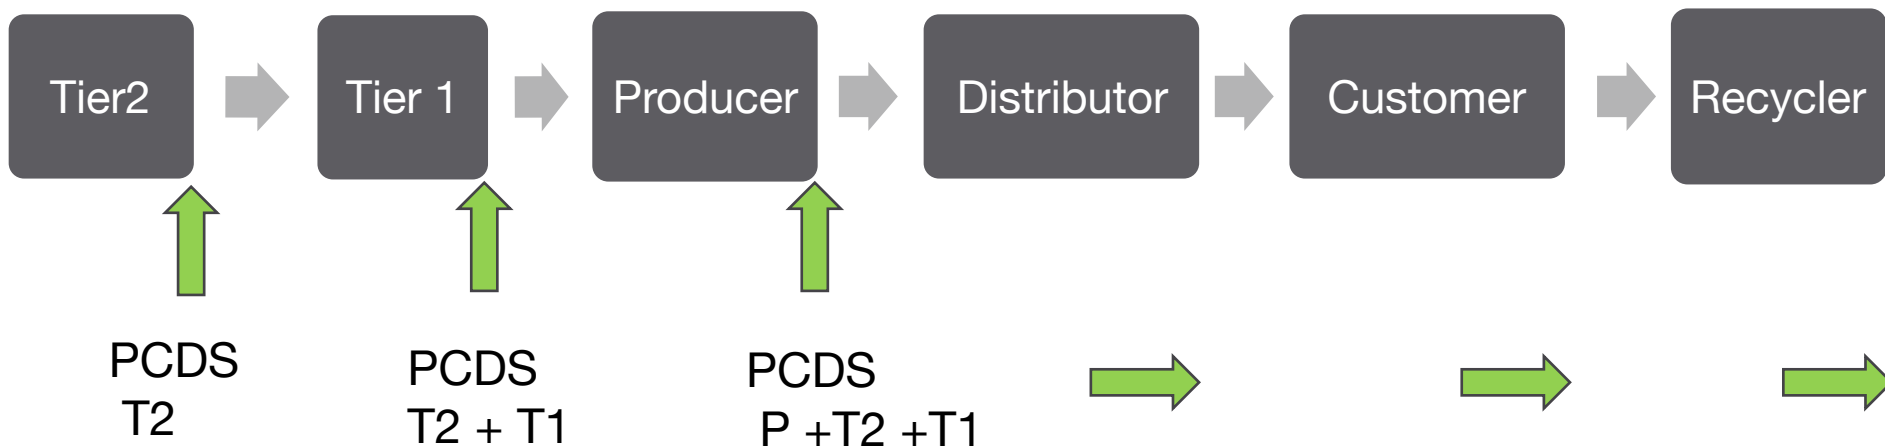 Tier2
Tier 1
Producer
Distributor
Customer
Recycler
PCDS
T2
PCDS
T2 + T1
PCDS
P +T2 +T1